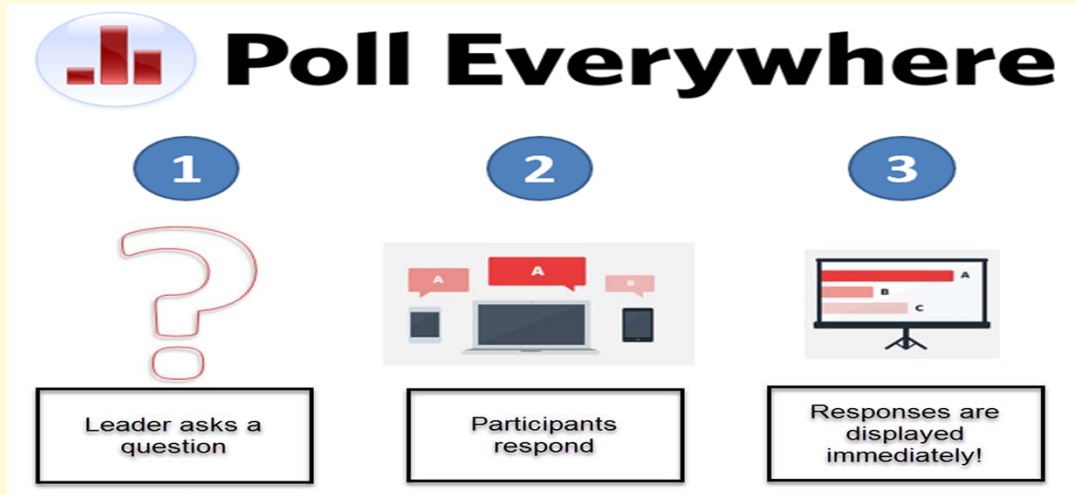 Poll Everywhere
1
2
3
A
A
B
A
B
C
Leader asks a
question
Participants
respond
Responses are
displayed
immediately!